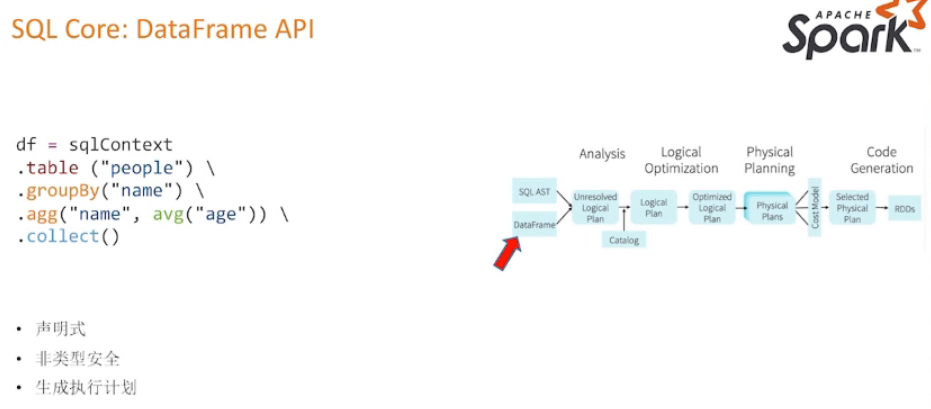 SQL Core: DataFrame API
APACHE
Spark
df = sqlContext
.table ("people") \
.groupBy("name") \
.agg("name", avg("age")) \
.collect()
Analysis
Logical
Optimization
Physical
Planning
Code
Generation
SQL AST
DataFrame
Unresolved
Logical
Plan
Catalog
Logical
Plan
Optimized
Logical
Plan
Physical
Plans
Cost Model
Selected
Physical
Plan
RDDs
• 声明式
• 非类型安全
• 生成执行计划